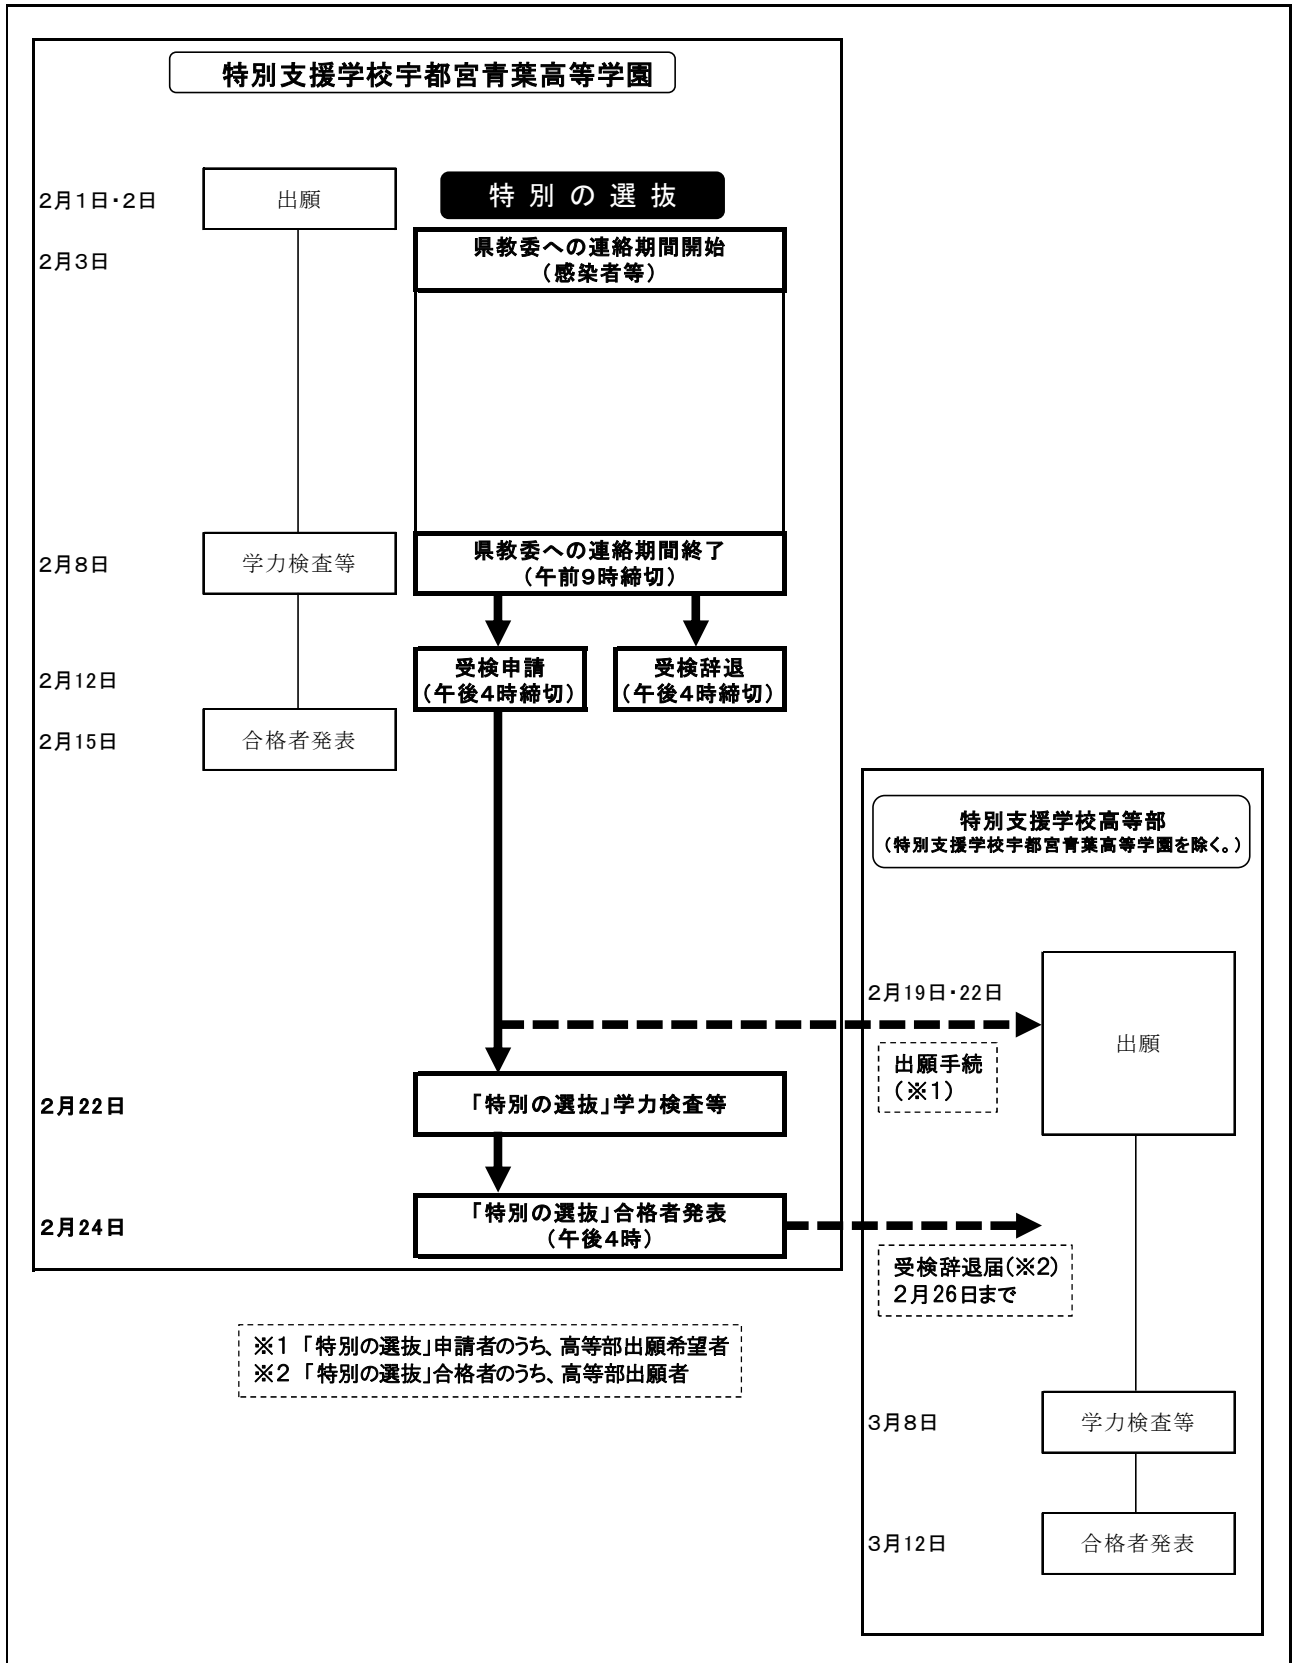 特別支援学校宇都宮青葉高等学園
2月1日・2日
出願
特別の選抜
2月3日
県教委への連絡期間開始
（感染者等）
2月8日
学力検査等
県教委への連絡期間終了
（午前9時締切）
2月12日
受検申請
（午後4時締切）
受検辞退
（午後4時締切）
2月15日
合格者発表
特別支援学校高等部
（特別支援学校宇都宮青葉高等学園を除く。）
2月19日・22日
出願
出願手続
（※1）
2月22日
「特別の選抜」学力検査等
2月24日
「特別の選抜」合格者発表
（午後4時）
受検辞退届（※2）
2月26日まで
※1 「特別の選抜」申請者のうち、高等部出願希望者
※2 「特別の選抜」合格者のうち、高等部出願者
3月8日
学力検査等
3月12日
合格者発表